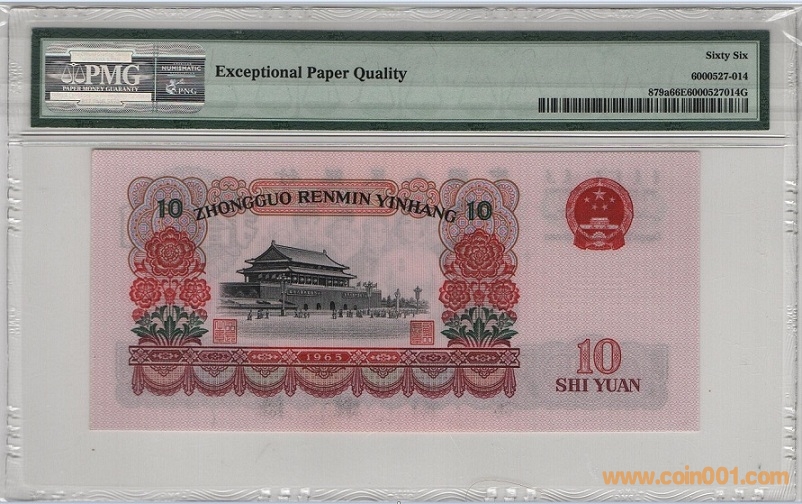 PMG
PAPER MONEY GUARANTY
NUMISMATIC
PNG
Exceptional Paper Quality
Sixty Six
6000527-014
879a66E6000527014G
ZHONGGUO RENMIN YINHANG
10
10
1965
10
SHI YUAN
www.coin001.com